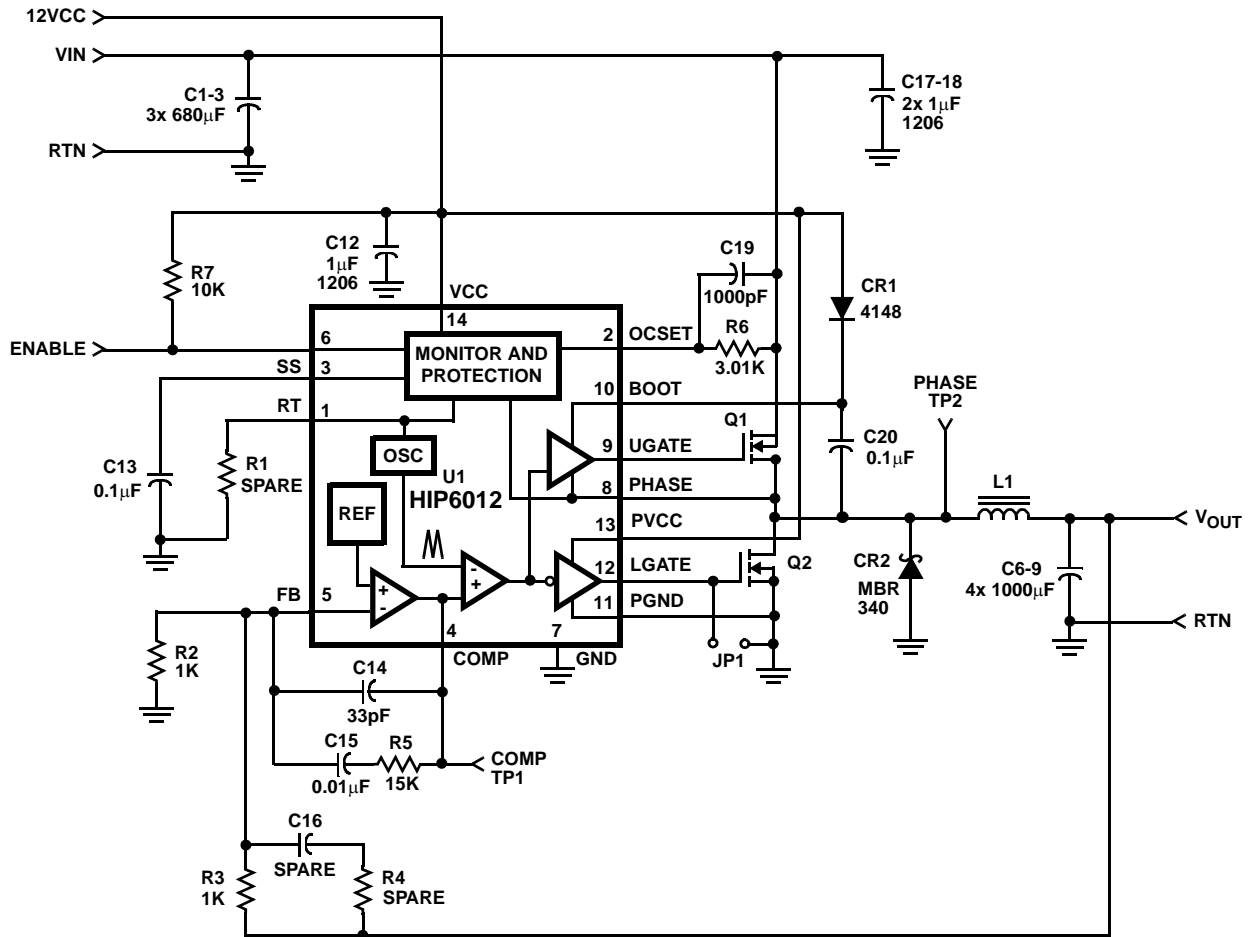 12VCC
VIN
C1-3
3x 680μF
RTN
C17-18
2x 1μF
1206
C12
1μF
1206
R7
10K
VCC
14
C19
1000pF
CR1
4148
ENABLE
6
MONITOR AND
PROTECTION
2
OCSET
R6
3.01K
SS
3
RT
1
10
BOOT
PHASE
TP2
Q1
C13
0.1μF
R1
SPARE
OSC
U1
HIP6012
9
UGATE
C20
0.1μF
L1
REF
8
PHASE
13
PVCC
VOUT
12
LGATE
Q2
CR2
MBR
340
C6-9
4x 1000μF
RTN
FB
5
+
-
-
+
11
PGND
4
COMP
7
GND
JP1
R2
1K
C14
33pF
C15
0.01μF
R5
15K
COMP
TP1
C16
SPARE
R3
1K
R4
SPARE